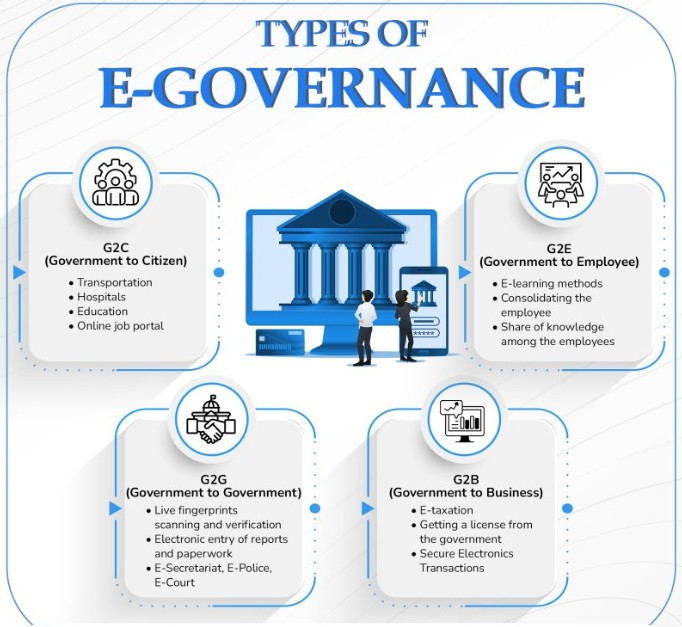 TYPES OF
E-GOVERNANCE
G2C
(Government to Citizen)
• Transportation
• Hospitals
• Education
• Online job portal
G2E
(Government to Employee)
• E-learning methods
• Consolidating the
employee
• Share of knowledge
among the employees
G2G
(Government to Government)
• Live fingerprints
scanning and verification
• Electronic entry of reports
and paperwork
• E-Secretariat, E-Police,
E-Court
G2B
(Government to Business)
• E-taxation
• Getting a license from
the government
• Secure Electronics
Transactions